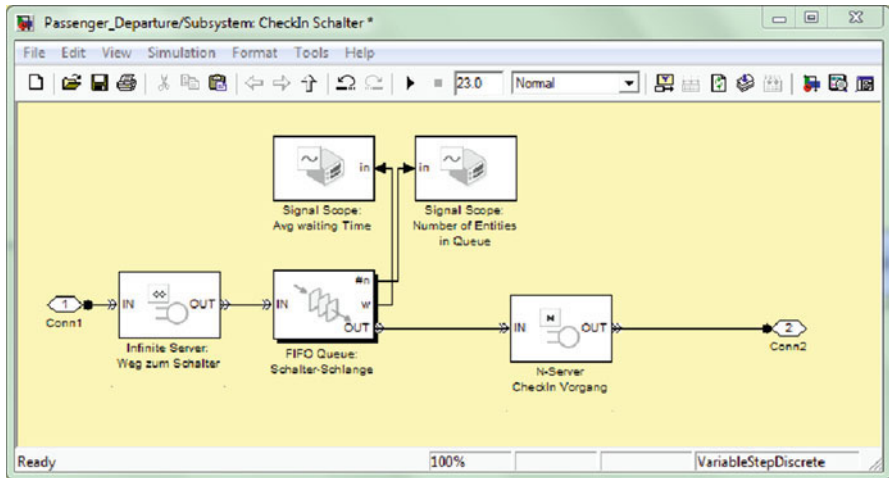 Passenger_Departure/Subsystem: CheckIn Schalter *
File Edit View Simulation Format Tools Help
23.0 Normal
in in
Signal Scope:
Avg waiting Time
Signal Scope:
Number of Entities
in Queue
1
Conn1
IN OUT
Infinite Server:
Weg zum Schalter
IN #n
w
OUT
FIFO Queue:
Schalter-Schlange
IN N OUT
N-Server
CheckIn Vorgang
2
Conn2
Ready 100% VariableStepDiscrete